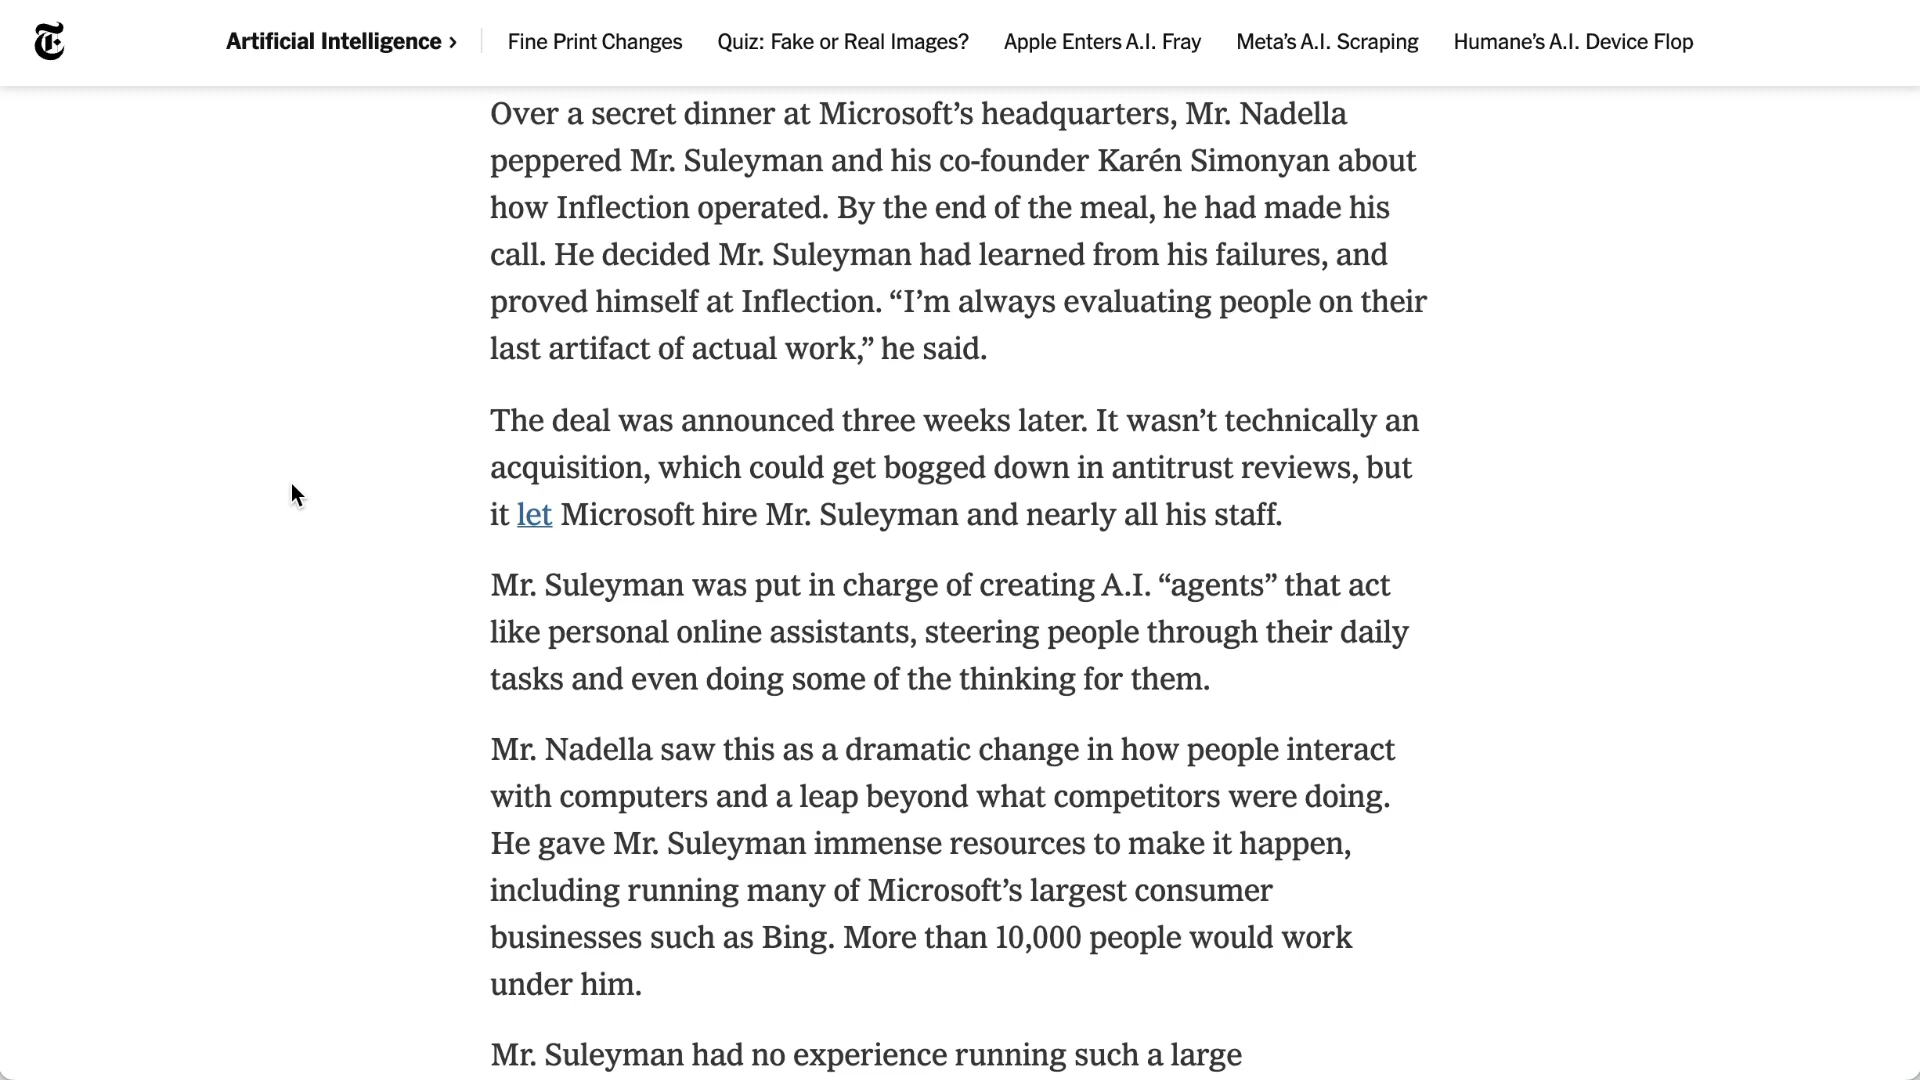 Artificial Intelligence › Fine Print Changes Quiz: Fake or Real Images? Apple Enters A.I. Fray Meta’s A.I. Scraping Humane’s A.I. Device Flop
Over a secret dinner at Microsoft’s headquarters, Mr. Nadella
peppered Mr. Suleyman and his co-founder Karén Simonyan about
how Inflection operated. By the end of the meal, he had made his
call. He decided Mr. Suleyman had learned from his failures, and
proved himself at Inflection. “I’m always evaluating people on their
last artifact of actual work,” he said.
The deal was announced three weeks later. It wasn’t technically an
acquisition, which could get bogged down in antitrust reviews, but
it let Microsoft hire Mr. Suleyman and nearly all his staff.
Mr. Suleyman was put in charge of creating A.I. “agents” that act
like personal online assistants, steering people through their daily
tasks and even doing some of the thinking for them.
Mr. Nadella saw this as a dramatic change in how people interact
with computers and a leap beyond what competitors were doing.
He gave Mr. Suleyman immense resources to make it happen,
including running many of Microsoft’s largest consumer
businesses such as Bing. More than 10,000 people would work
under him.
Mr. Suleyman had no experience running such a large